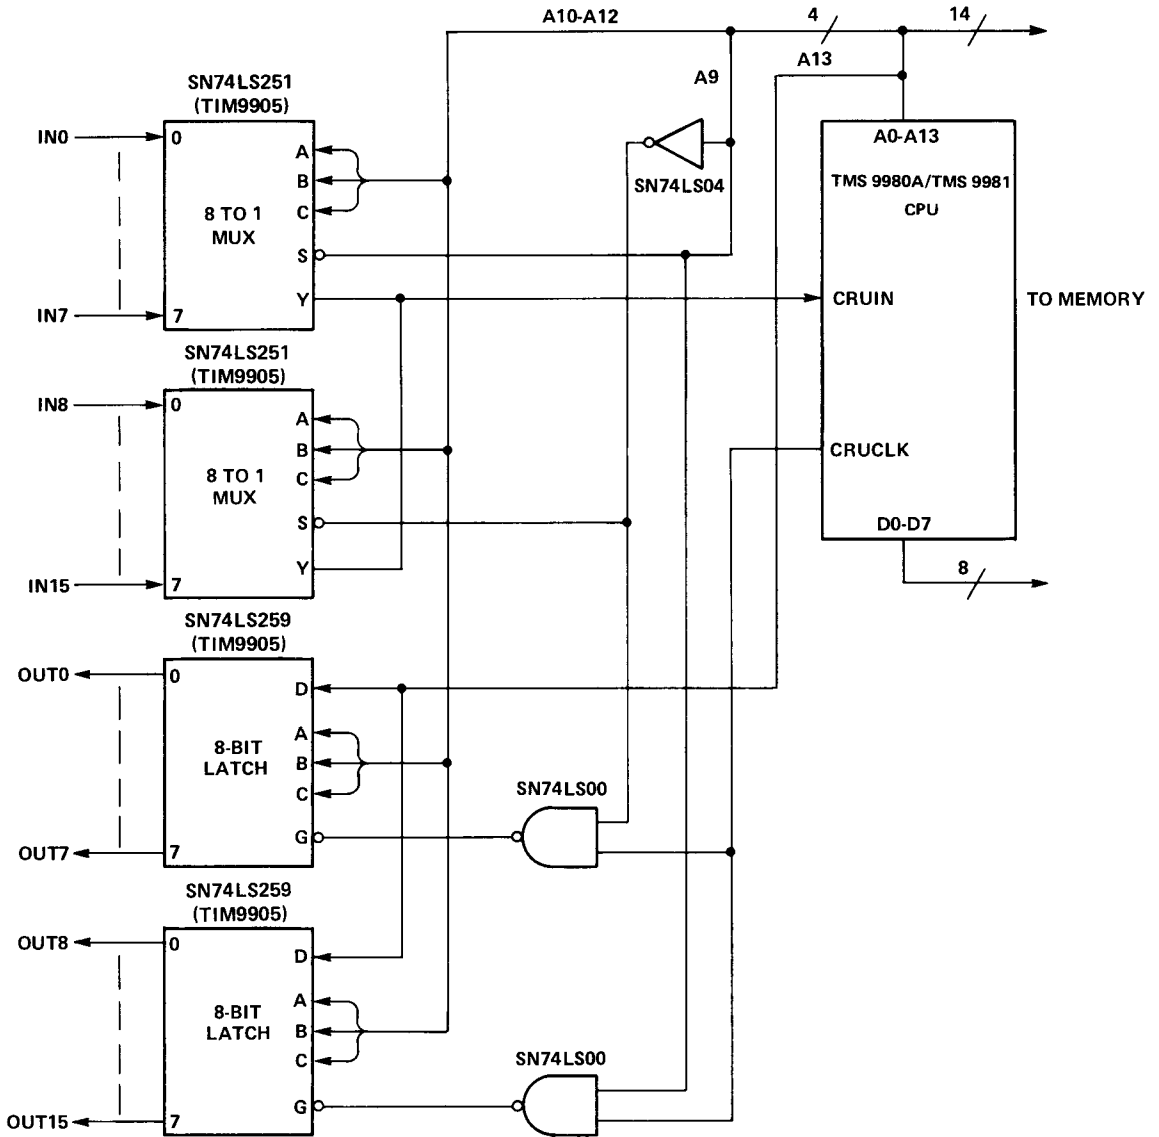 A10-A12
4
14
A13
A9
SN74LS251
(TIM9905)
IN0
0
A
B
C
8 TO 1
MUX
S
Y
IN7
7
SN74LS04
A0-A13
TMS 9980A/TMS 9981
CPU
CRUIN
TO MEMORY
CRUCLK
D0-D7
8
SN74LS251
(TIM9905)
IN8
0
A
B
C
8 TO 1
MUX
S
Y
IN15
7
SN74LS259
(TIM9905)
OUT0
0
D
A
B
C
8-BIT
LATCH
G
OUT7
7
SN74LS00
SN74LS259
(TIM9905)
OUT8
0
D
A
B
C
8-BIT
LATCH
G
OUT15
7
SN74LS00